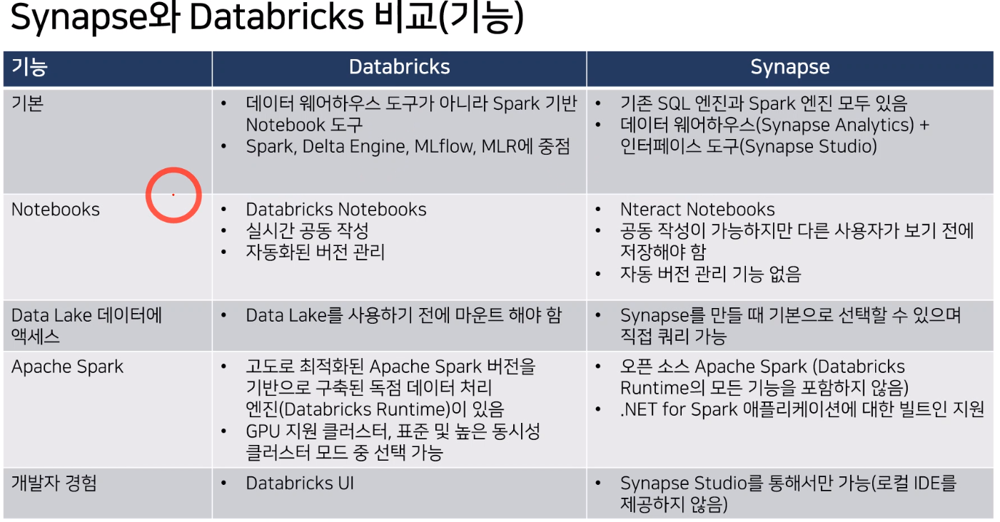 Synapse와 Databricks 비교(기능)
기능 Databricks Synapse
기본
• 데이터 웨어하우스 도구가 아니라 Spark 기반
Notebook 도구
• Spark, Delta Engine, MLflow, MLR에 중점
• 기존 SQL 엔진과 Spark 엔진 모두 있음
• 데이터 웨어하우스(Synapse Analytics) +
인터페이스 도구(Synapse Studio)
Notebooks
• Databricks Notebooks
• 실시간 공동 작성
• 자동화된 버전 관리
• Nteract Notebooks
• 공동 작성이 가능하지만 다른 사용자가 보기 전에
저장해야 함
• 자동 버전 관리 기능 없음
Data Lake 데이터에
액세스
• Data Lake를 사용하기 전에 마운트 해야 함
• Synapse를 만들 때 기본으로 선택할 수 있으며
직접 쿼리 가능
Apache Spark
• 고도로 최적화된 Apache Spark 버전을
기반으로 구축된 독점 데이터 처리
엔진(Databricks Runtime)이 있음
• GPU 지원 클러스터, 표준 및 높은 동시성
클러스터 모드 중 선택 가능
• 오픈 소스 Apache Spark (Databricks
Runtime의 모든 기능을 포함하지 않음)
• .NET for Spark 애플리케이션에 대한 빌트인 지원
개발자 경험
• Databricks UI
• Synapse Studio를 통해서만 가능(로컬 IDE를
제공하지 않음)